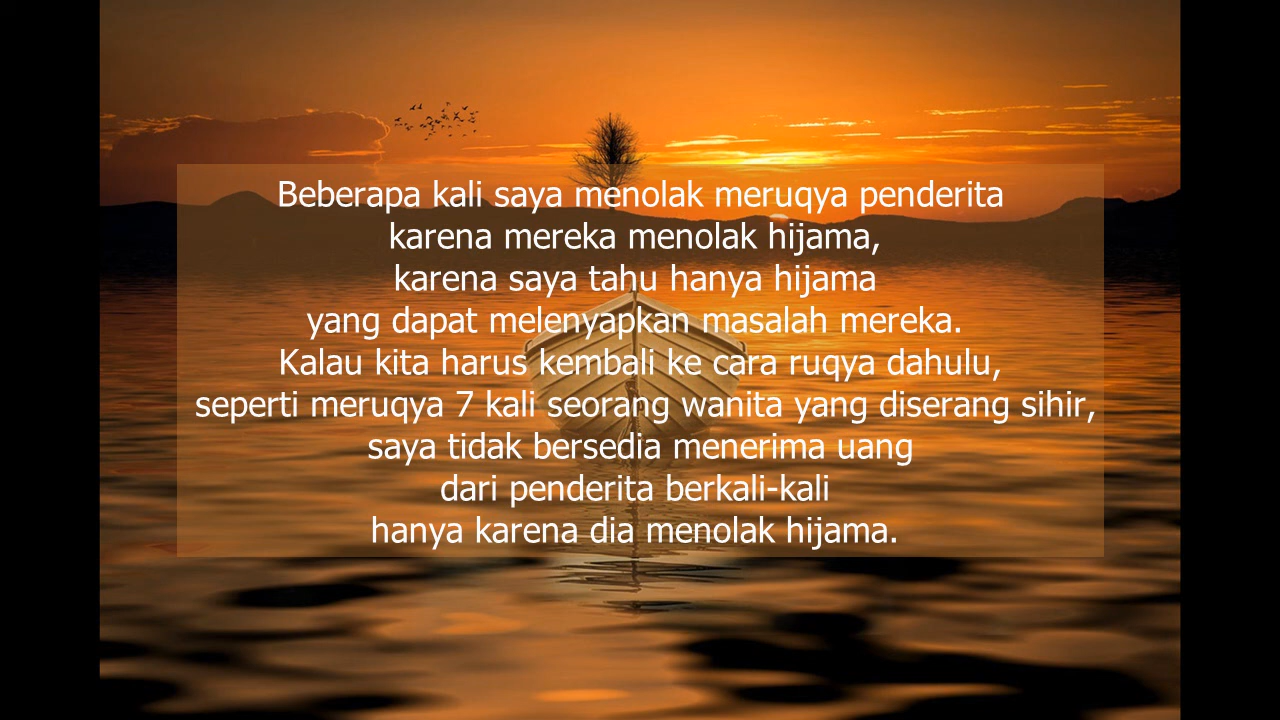 Beberapa kali saya menolak meruqya penderita
karena mereka menolak hijama,
karena saya tahu hanya hijama
yang dapat melenyapkan masalah mereka.
Kalau kita harus kembali ke cara ruqya dahulu,
seperti meruqya 7 kali seorang wanita yang diserang sihir,
saya tidak bersedia menerima uang
dari penderita berkali-kali
hanya karena dia menolak hijama.